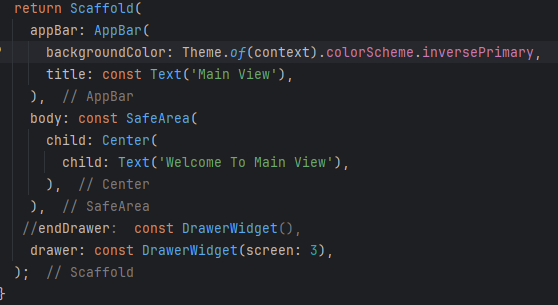 return Scaffold(
appBar: AppBar(
backgroundColor: Theme.of(context).colorScheme.inversePrimary,
title: const Text('Main View'),
), // AppBar
body: const SafeArea(
child: Center(
child: Text('Welcome To Main View'),
), // Center
), // SafeArea
//endDrawer: const DrawerWidget(),
drawer: const DrawerWidget(screen: 3),
); // Scaffold
}